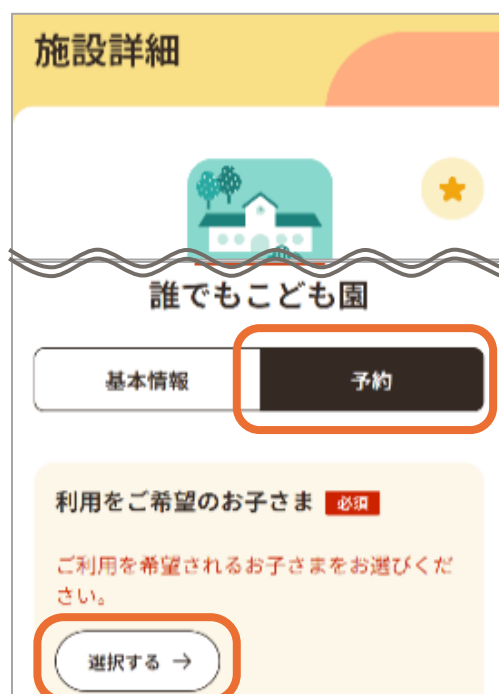 施設詳細
誰でもこども園
基本情報
予約
利用をご希望のお子さま 必須
ご利用を希望されるお子さまをお選びくだ
さい。
選択する →